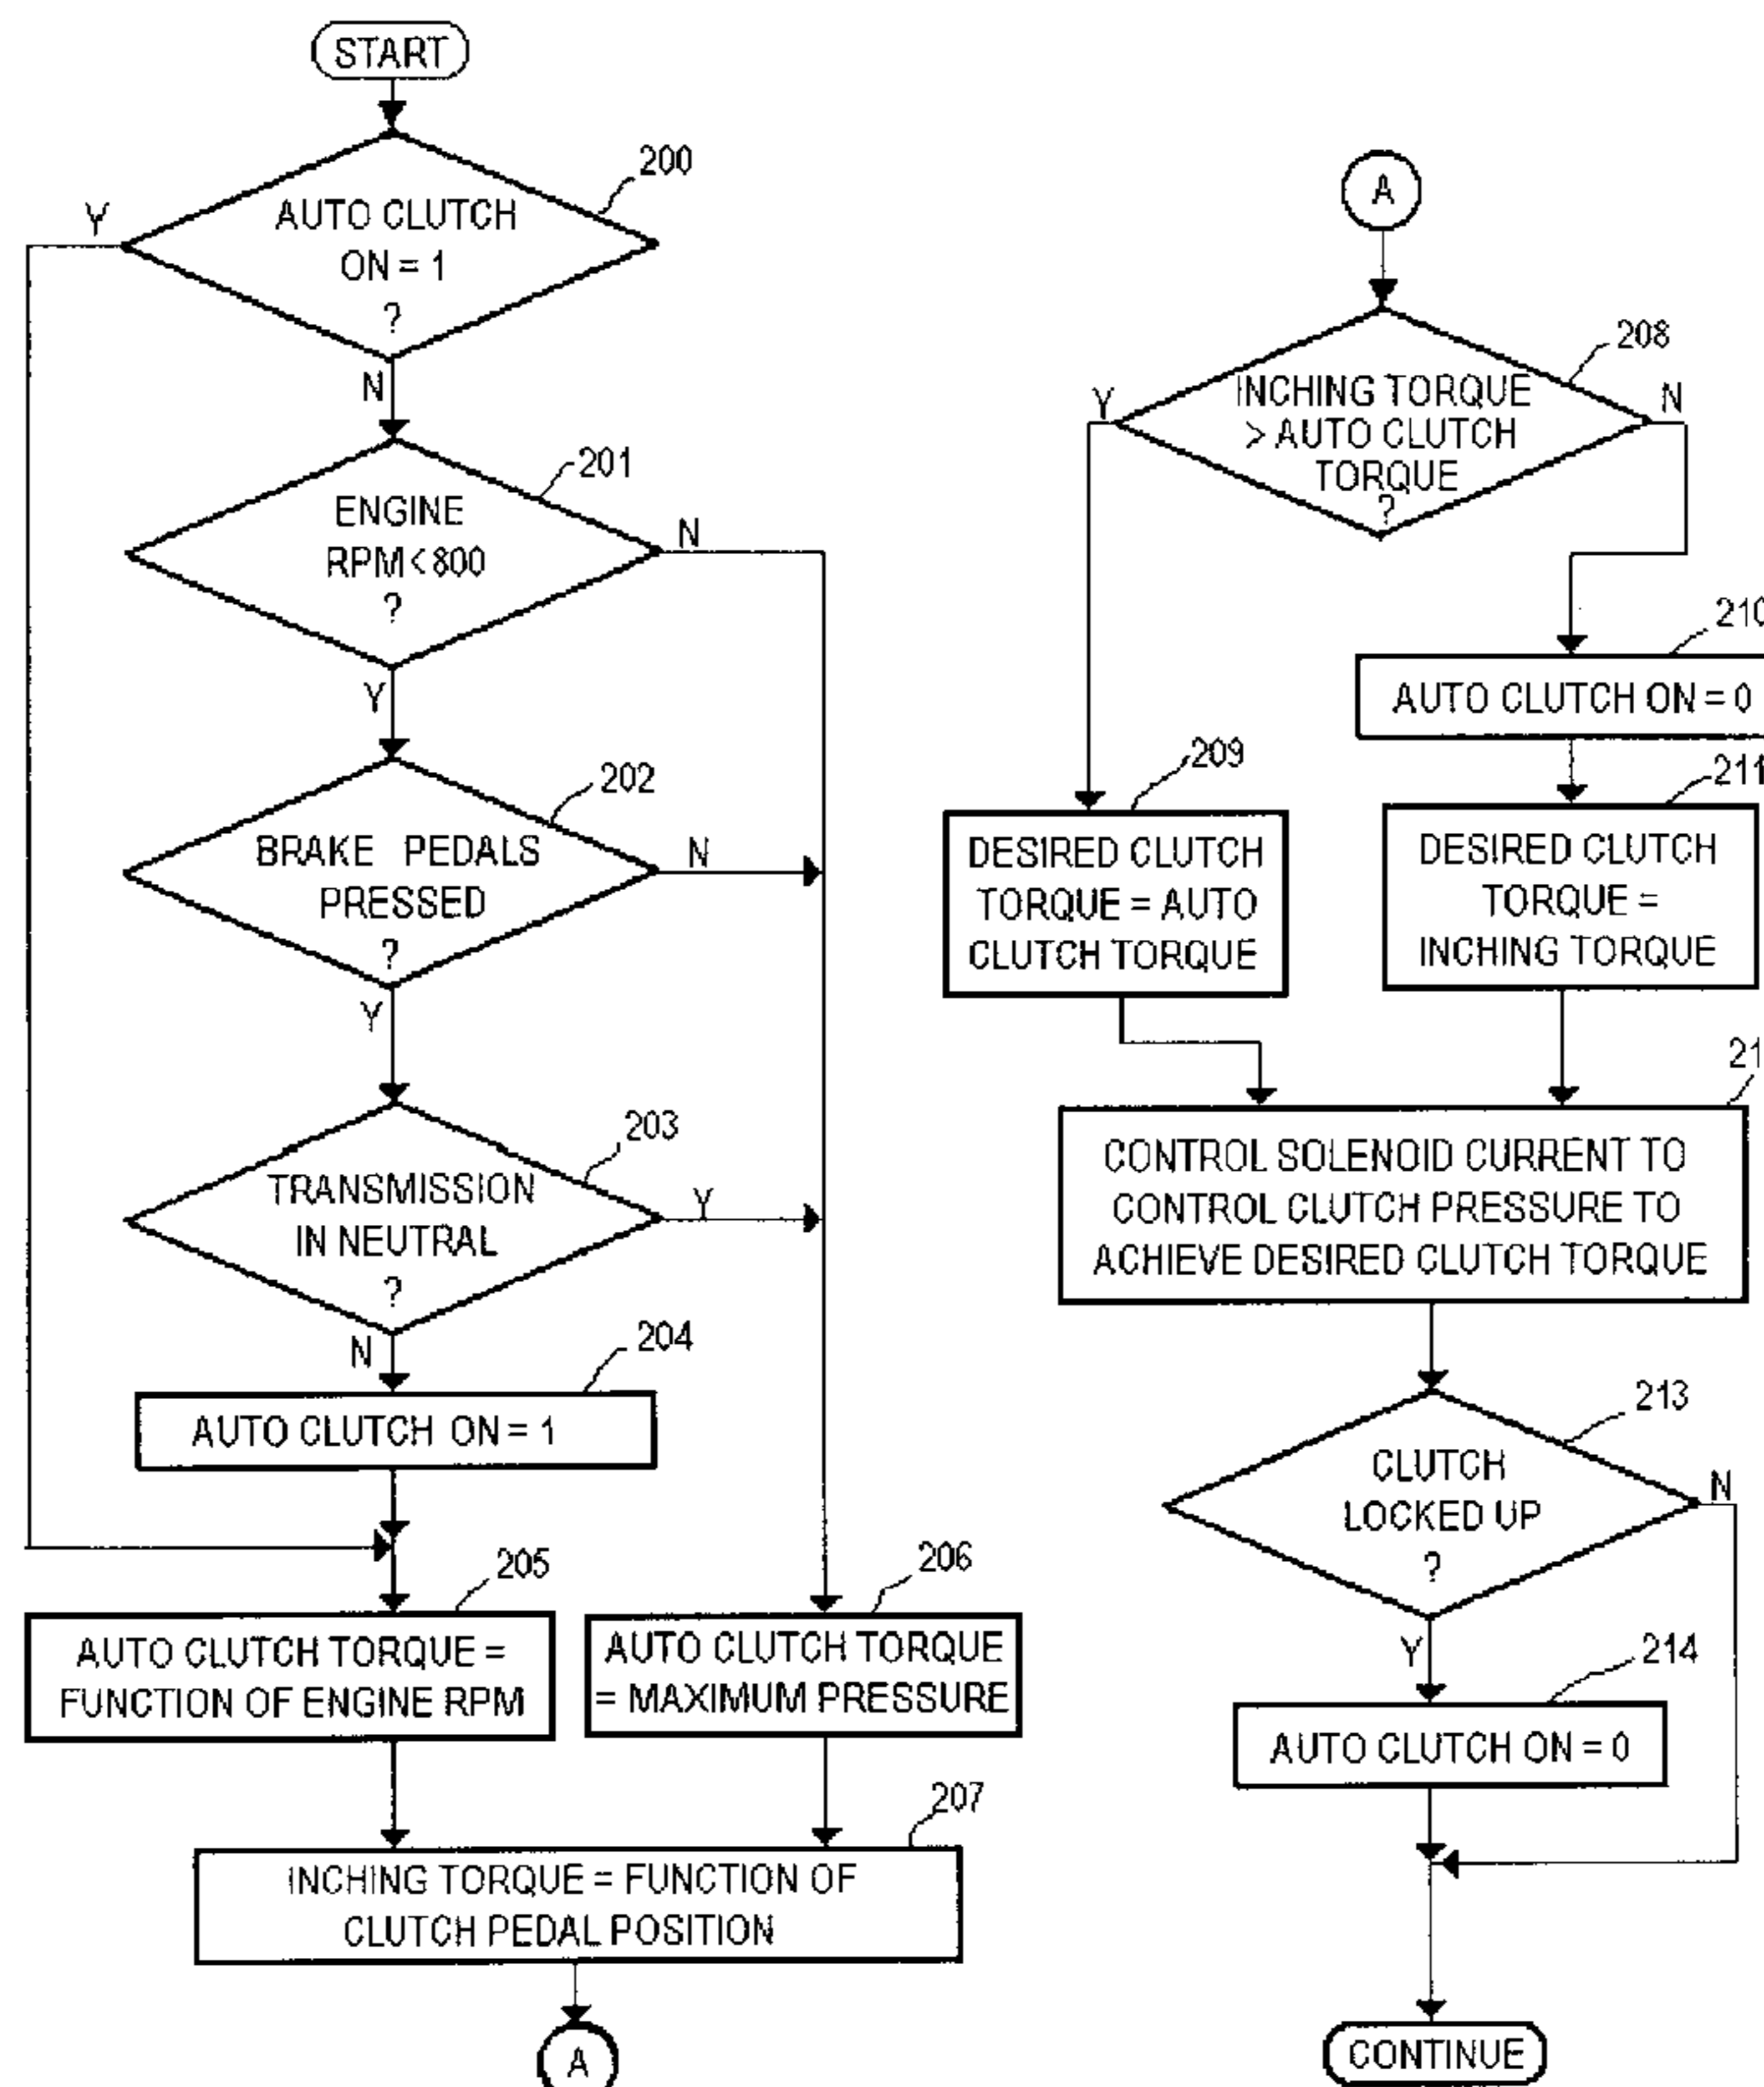 START
200
AUTO CLUTCH
ON = 1
?
Y
N
201
ENGINE
RPM < 800
?
N
Y
202
BRAKE PEDALS
PRESSED
?
N
Y
203
TRANSMISSION
IN NEUTRAL
?
Y
N
204
AUTO CLUTCH ON = 1
205
AUTO CLUTCH TORQUE =
FUNCTION OF ENGINE RPM
206
AUTO CLUTCH TORQUE
= MAXIMUM PRESSURE
207
INCHING TORQUE = FUNCTION OF
CLUTCH PEDAL POSITION
A
A
208
INCHING TORQUE
> AUTO CLUTCH
TORQUE
?
Y
N
210
AUTO CLUTCH ON = 0
209
DESIRED CLUTCH
TORQUE = AUTO
CLUTCH TORQUE
211
DESIRED CLUTCH
TORQUE =
INCHING TORQUE
21
CONTROL SOLENOID CURRENT TO
CONTROL CLUTCH PRESSURE TO
ACHIEVE DESIRED CLUTCH TORQUE
213
CLUTCH
LOCKED UP
?
N
Y
214
AUTO CLUTCH ON = 0
CONTINUE